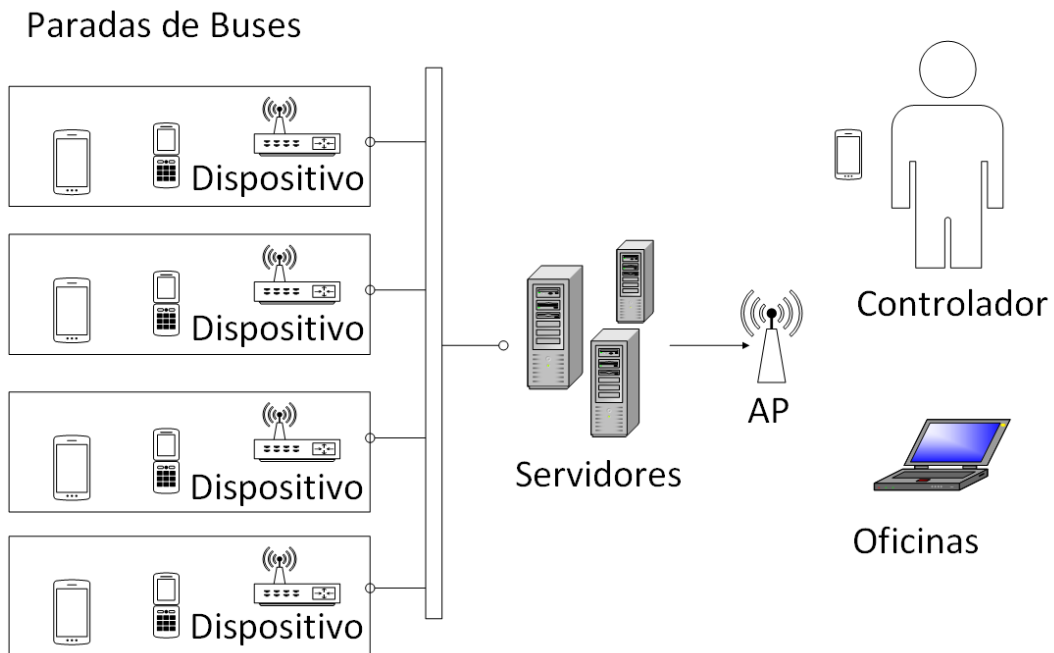 Paradas de Buses
Dispositivo
Dispositivo
Dispositivo
Dispositivo
Servidores
AP
Controlador
Oficinas